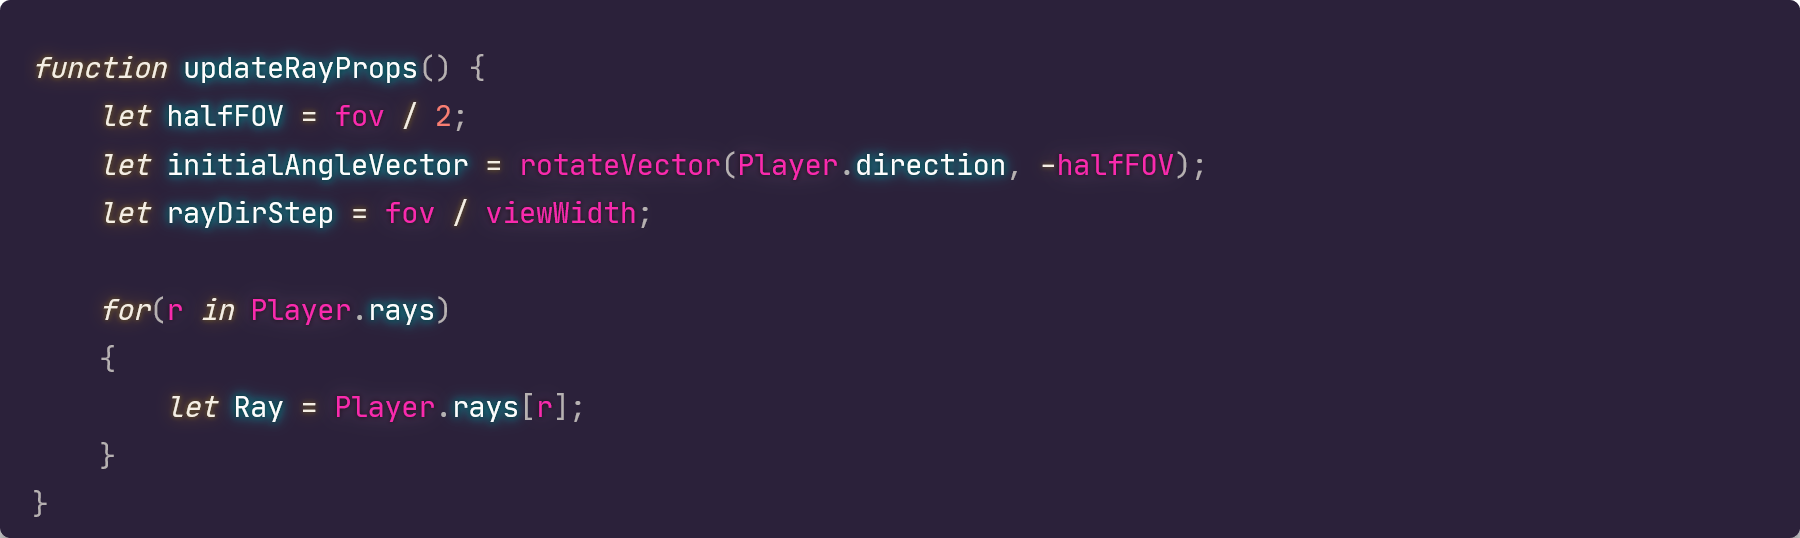 function updateRayProps() {
    let halfFOV = fov / 2;
    let initialAngleVector = rotateVector(Player.direction, -halfFOV);
    let rayDirStep = fov / viewWidth;

    for(r in Player.rays)
    {
        let Ray = Player.rays[r];
    }
}